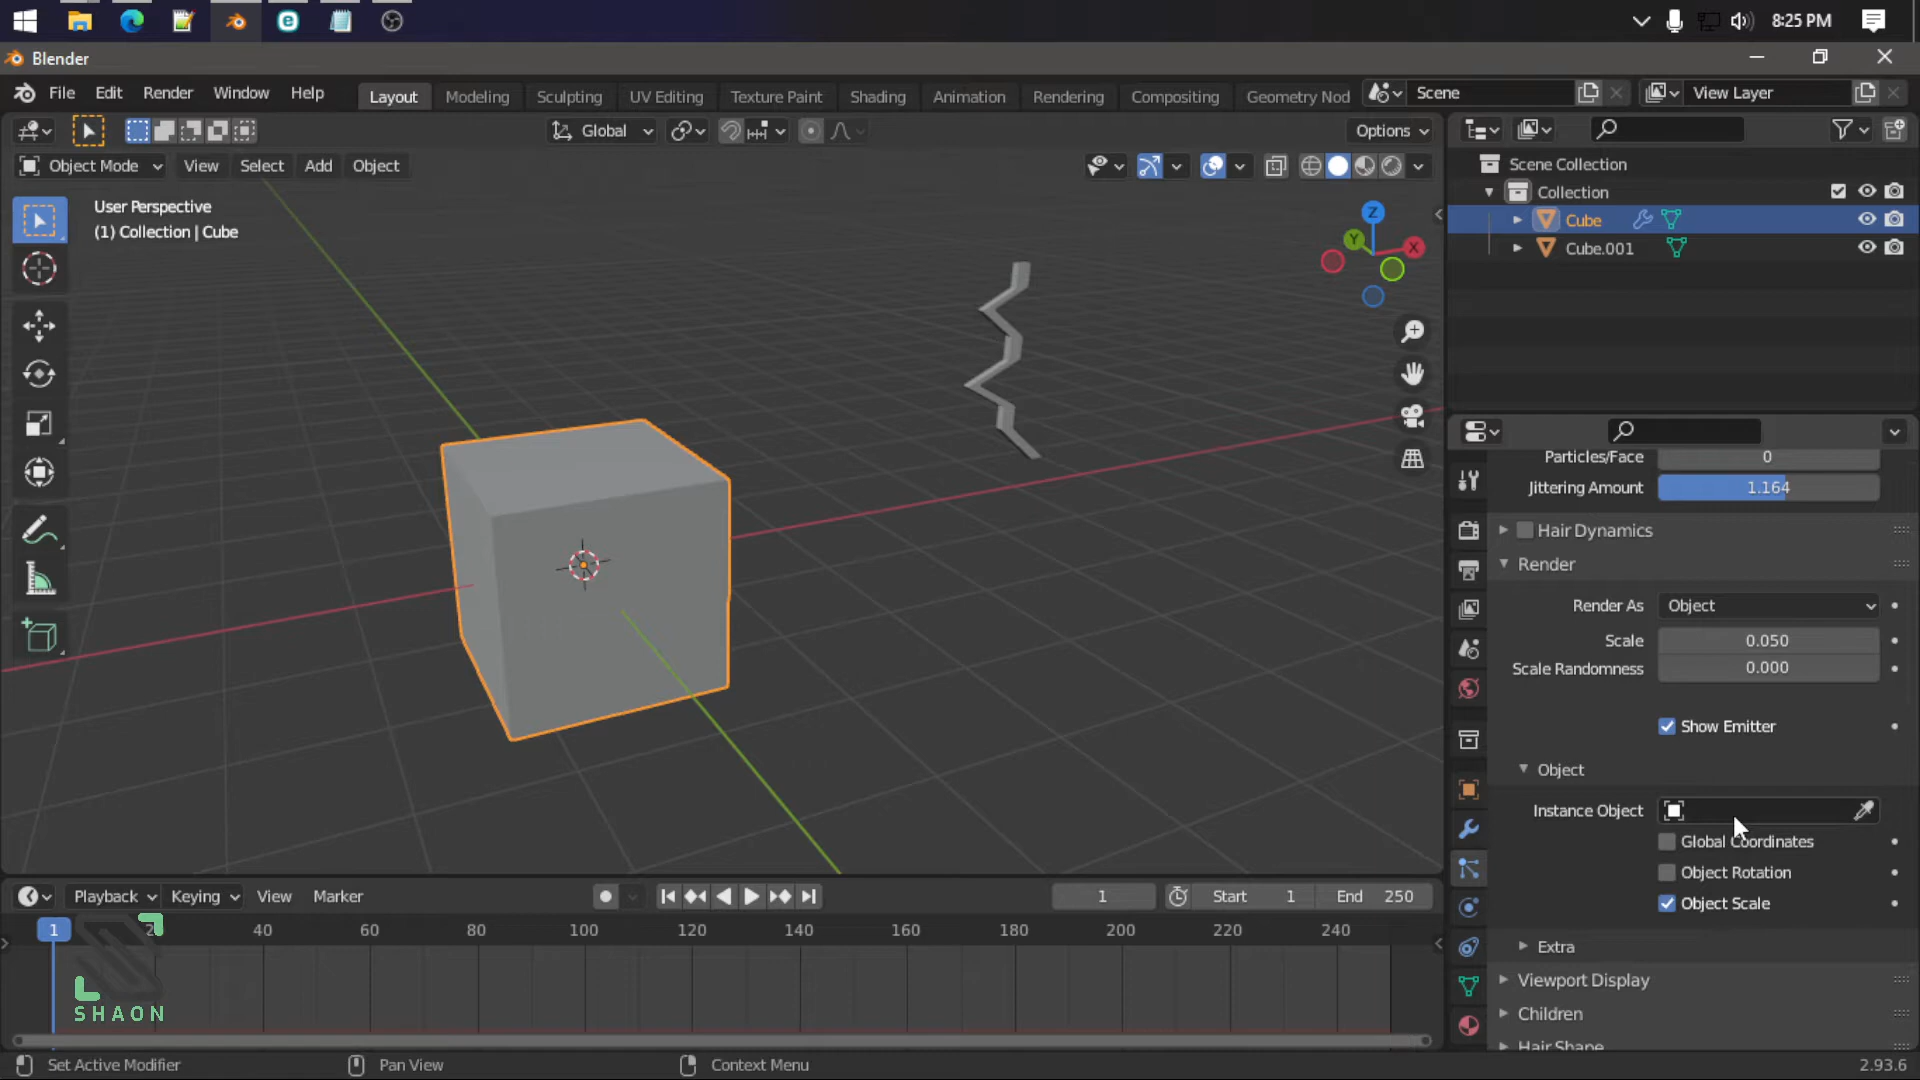 8:25 PM
Blender
File Edit Render Window Help Layout Modeling Sculpting UV Editing Texture Paint Shading Animation Rendering Compositing Geometry Nod Scene View Layer
Global Options
Object Mode View Select Add Object
User Perspective
(1) Collection | Cube
Z
Y
X
Scene Collection
Collection
Cube
Cube.001
Particles/Face 0
Jittering Amount 1.164
Hair Dynamics
Render
Render As Object
Scale 0.050
Scale Randomness 0.000
Show Emitter
Object
Instance Object
Global Coordinates
Object Rotation
Object Scale
Extra
Viewport Display
Children
Hair Shape
Playback Keying View Marker 1 Start 1 End 250
1 20 40 60 80 100 120 140 160 180 200 220 240
SHAON
Set Active Modifier Pan View Context Menu 2.93.6